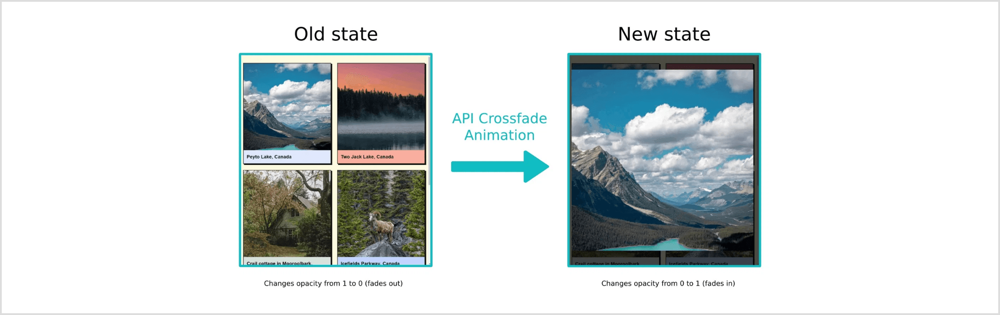 Old state
New state
Peyto Lake, Canada
Two Jack Lake, Canada
Crail cottage in Mooroolbark,
Icefields Parkway, Canada
API Crossfade
Animation
Crail cottage in Mooroolbark
Icefields Parkway, Canada
Changes opacity from 1 to 0 (fades out)
Changes opacity from 0 to 1 (fades in)